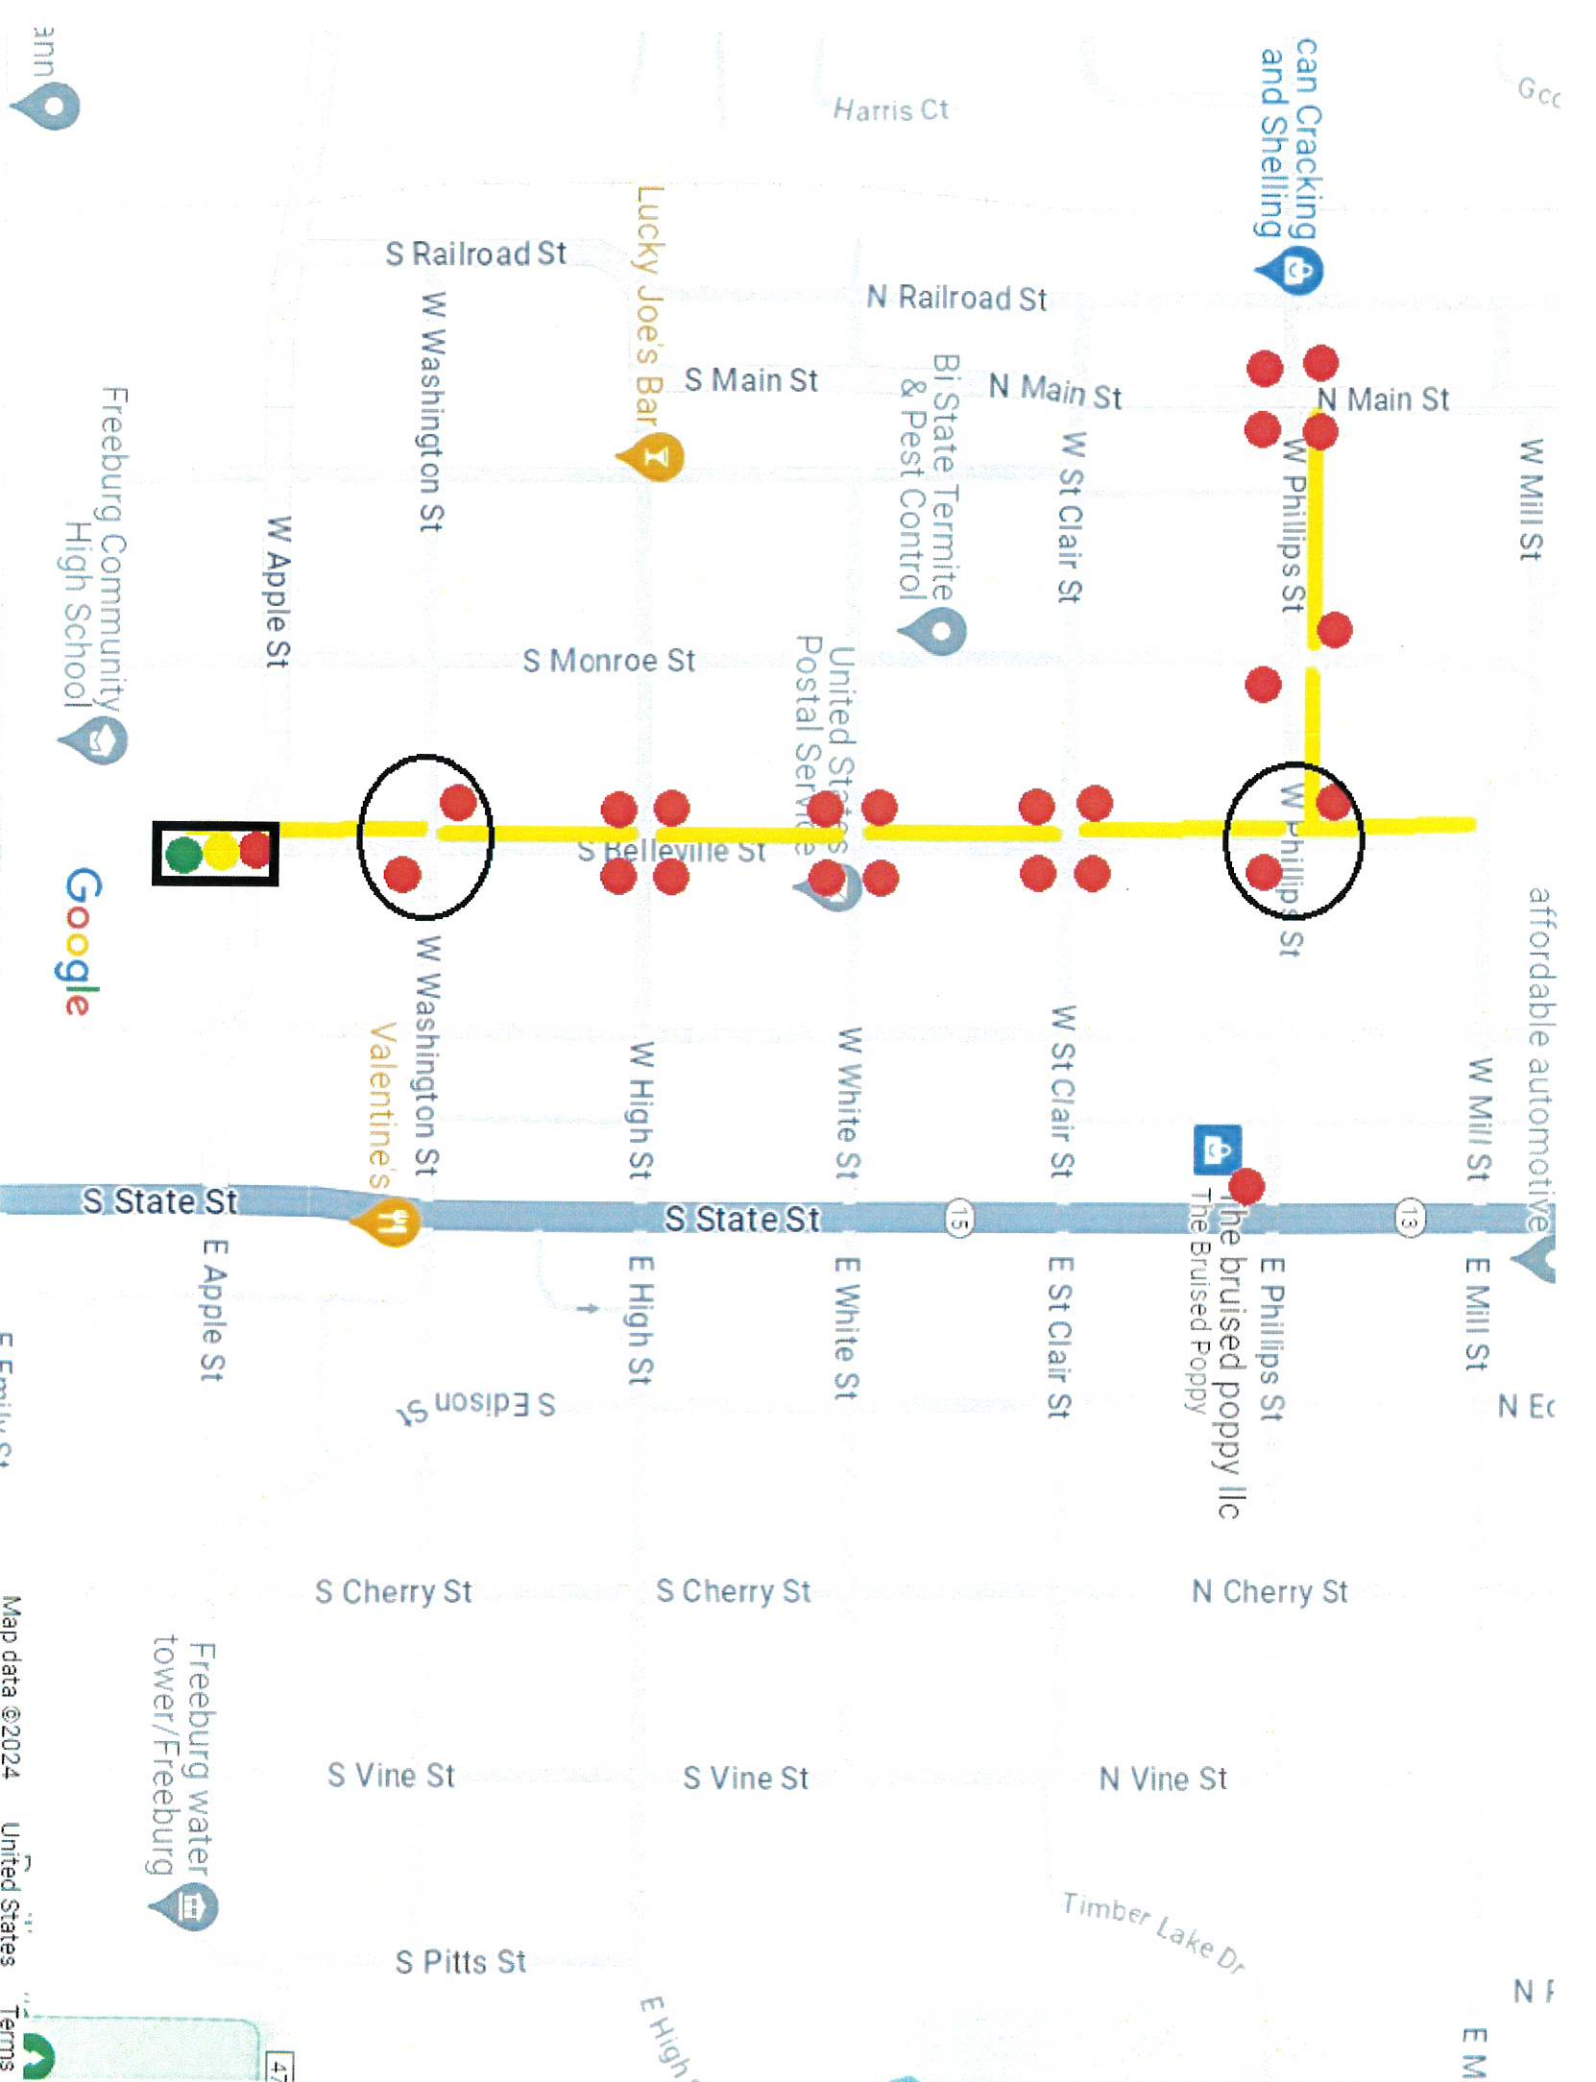 ann
can Cracking
and Shelling
Harris Ct
S Railroad St
N Railroad St
Lucky Joe's Bar
W Washington St
S Main St
N Main St
N Main St
Bi State Termite
& Pest Control
W St Clair St
W Phillips St
W Mill St
Freeburg Community
High School
W Apple St
S Monroe St
United States
Postal Service
W Phillips St
S Belleville St
Google
affordable automotive
W Washington St
Valentine's
W High St
W White St
W St Clair St
W Mill St
The bruised poppy llc
The Bruised Poppy
S State St
S State St
15
13
E Apple St
E High St
E White St
E St Clair St
E Phillips St
E Mill St
S Edison St
S Cherry St
S Cherry St
N Cherry St
Freeburg water
tower/Freeburg
S Vine St
S Vine St
N Vine St
S Pitts St
Timber Lake Dr
E High
E M
47
Map data ©2024
United States
Terms